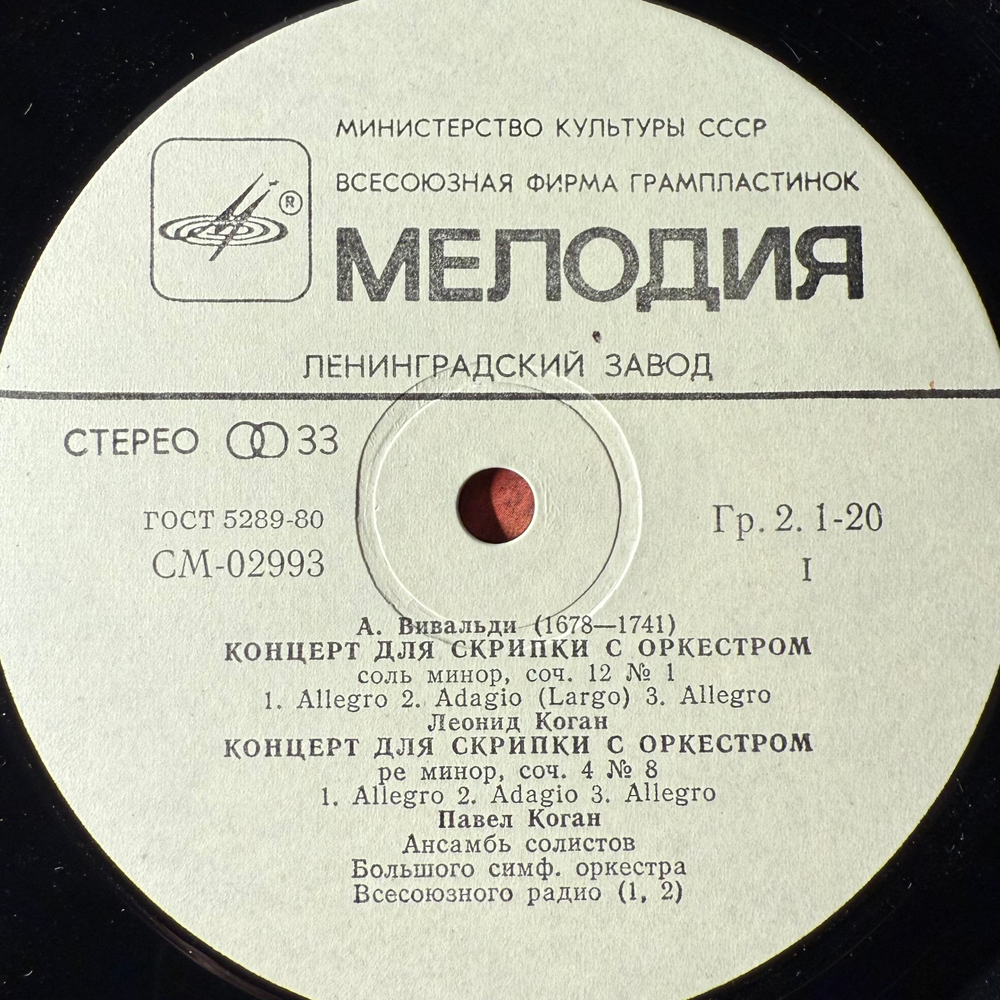 МИНИСТЕРСТВО КУЛЬТУРЫ СССР
ВСЕСОЮЗНАЯ ФИРМА ГРАМПЛАСТИНОК
®
МЕЛОДИЯ
ЛЕНИНГРАДСКИЙ ЗАВОД
СТЕРЕО 33
ГОСТ 5289-80
Гр. 2. 1-20
СМ-02993
I
А. Вивальди (1678—1741)
КОНЦЕРТ ДЛЯ СКРИПКИ С ОРКЕСТРОМ
соль минор, соч. 12 № 1
1. Allegro 2. Adagio (Largo) 3. Allegro
Леонид Коган
КОНЦЕРТ ДЛЯ СКРИПКИ С ОРКЕСТРОМ
ре минор, соч. 4 № 8
1. Allegro 2. Adagio 3. Allegro
Павел Коган
Ансамбь солистов
Большого симф. оркестра
Всесоюзного радио (1, 2)